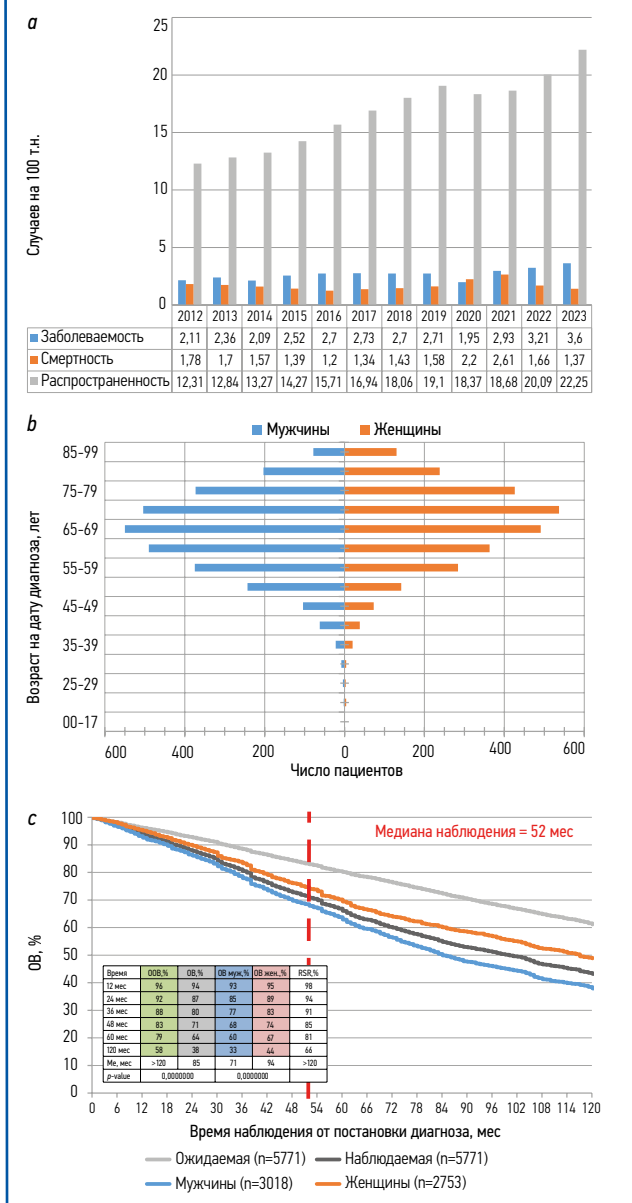 a
25
20
15
10
5
0
Случаев на 100 т.н.
2012 2013 2014 2015 2016 2017 2018 2019 2020 2021 2022 2023
Заболеваемость 2,11 2,36 2,09 2,52 2,7 2,73 2,7 2,71 1,95 2,93 3,21 3,6
Смертность 1,78 1,7 1,57 1,39 1,2 1,34 1,43 1,58 2,2 2,61 1,66 1,37
Распространенность 12,31 12,84 13,27 14,27 15,71 16,94 18,06 19,1 18,37 18,68 20,09 22,25
b
Мужчины Женщины
Возраст на дату диагноза, лет
85-99
75-79
65-69
55-59
45-49
35-39
25-29
00-17
600 400 200 0 200 400 600
Число пациентов
c
Медиана наблюдения = 52 мес
ОВ, %
100
90
80
70
60
50
40
30
20
10
0
Время ООВ,% ОВ,% ОВ муж,% ОВ жен.,% RSR,%
12 мес 96 94 93 95 98
24 мес 92 87 85 89 94
36 мес 88 80 77 83 91
48 мес 83 71 68 74 85
60 мес 79 64 60 67 81
120 мес 58 38 33 44 66
Ме, мес >120 85 71 94 >120
p-value 0,0000000 0,0000000
0 6 12 18 24 30 36 42 48 54 60 66 72 78 84 90 96 102 108 114 120
Время наблюдения от постановки диагноза, мес
Ожидаемая (n=5771) Наблюдаемая (n=5771)
Мужчины (n=3018) Женщины (n=2753)